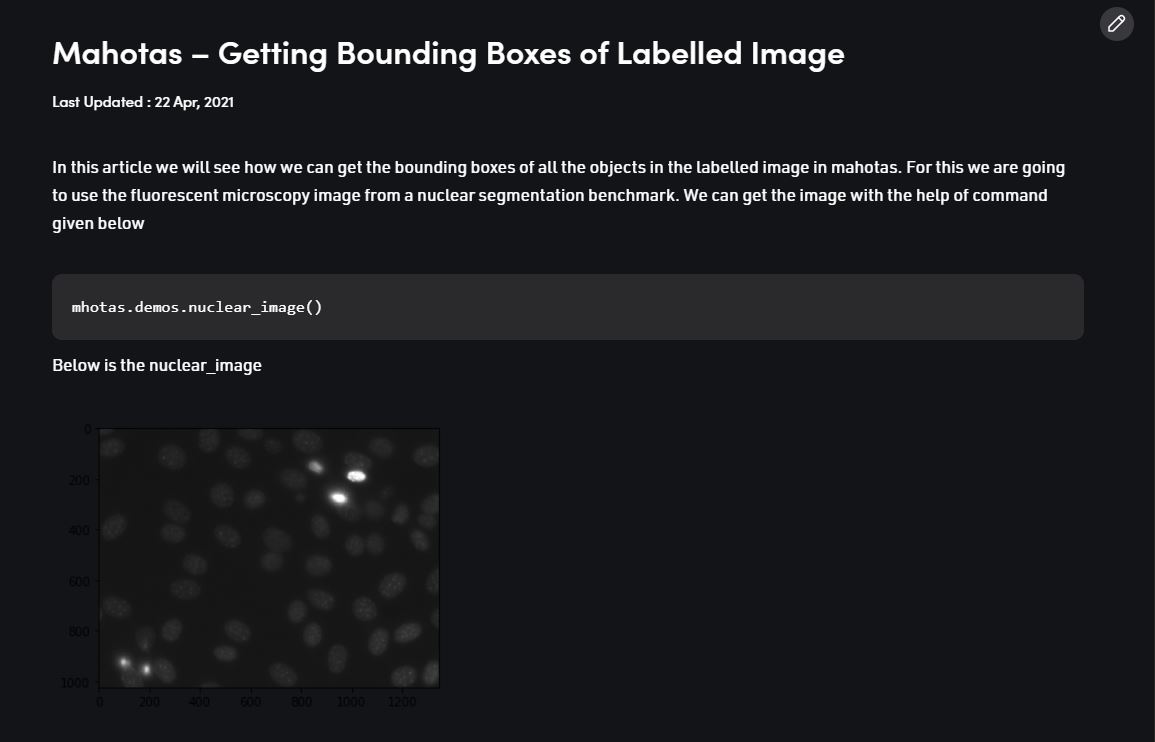 Mahotas – Getting Bounding Boxes of Labelled Image
Last Updated : 22 Apr, 2021
In this article we will see how we can get the bounding boxes of all the objects in the labelled image in mahotas. For this we are going
to use the fluorescent microscopy image from a nuclear segmentation benchmark. We can get the image with the help of command
given below
mhotas.demos.nuclear_image()
Below is the nuclear_image
0
200
400
600
800
1000
0 200 400 600 800 1000 1200